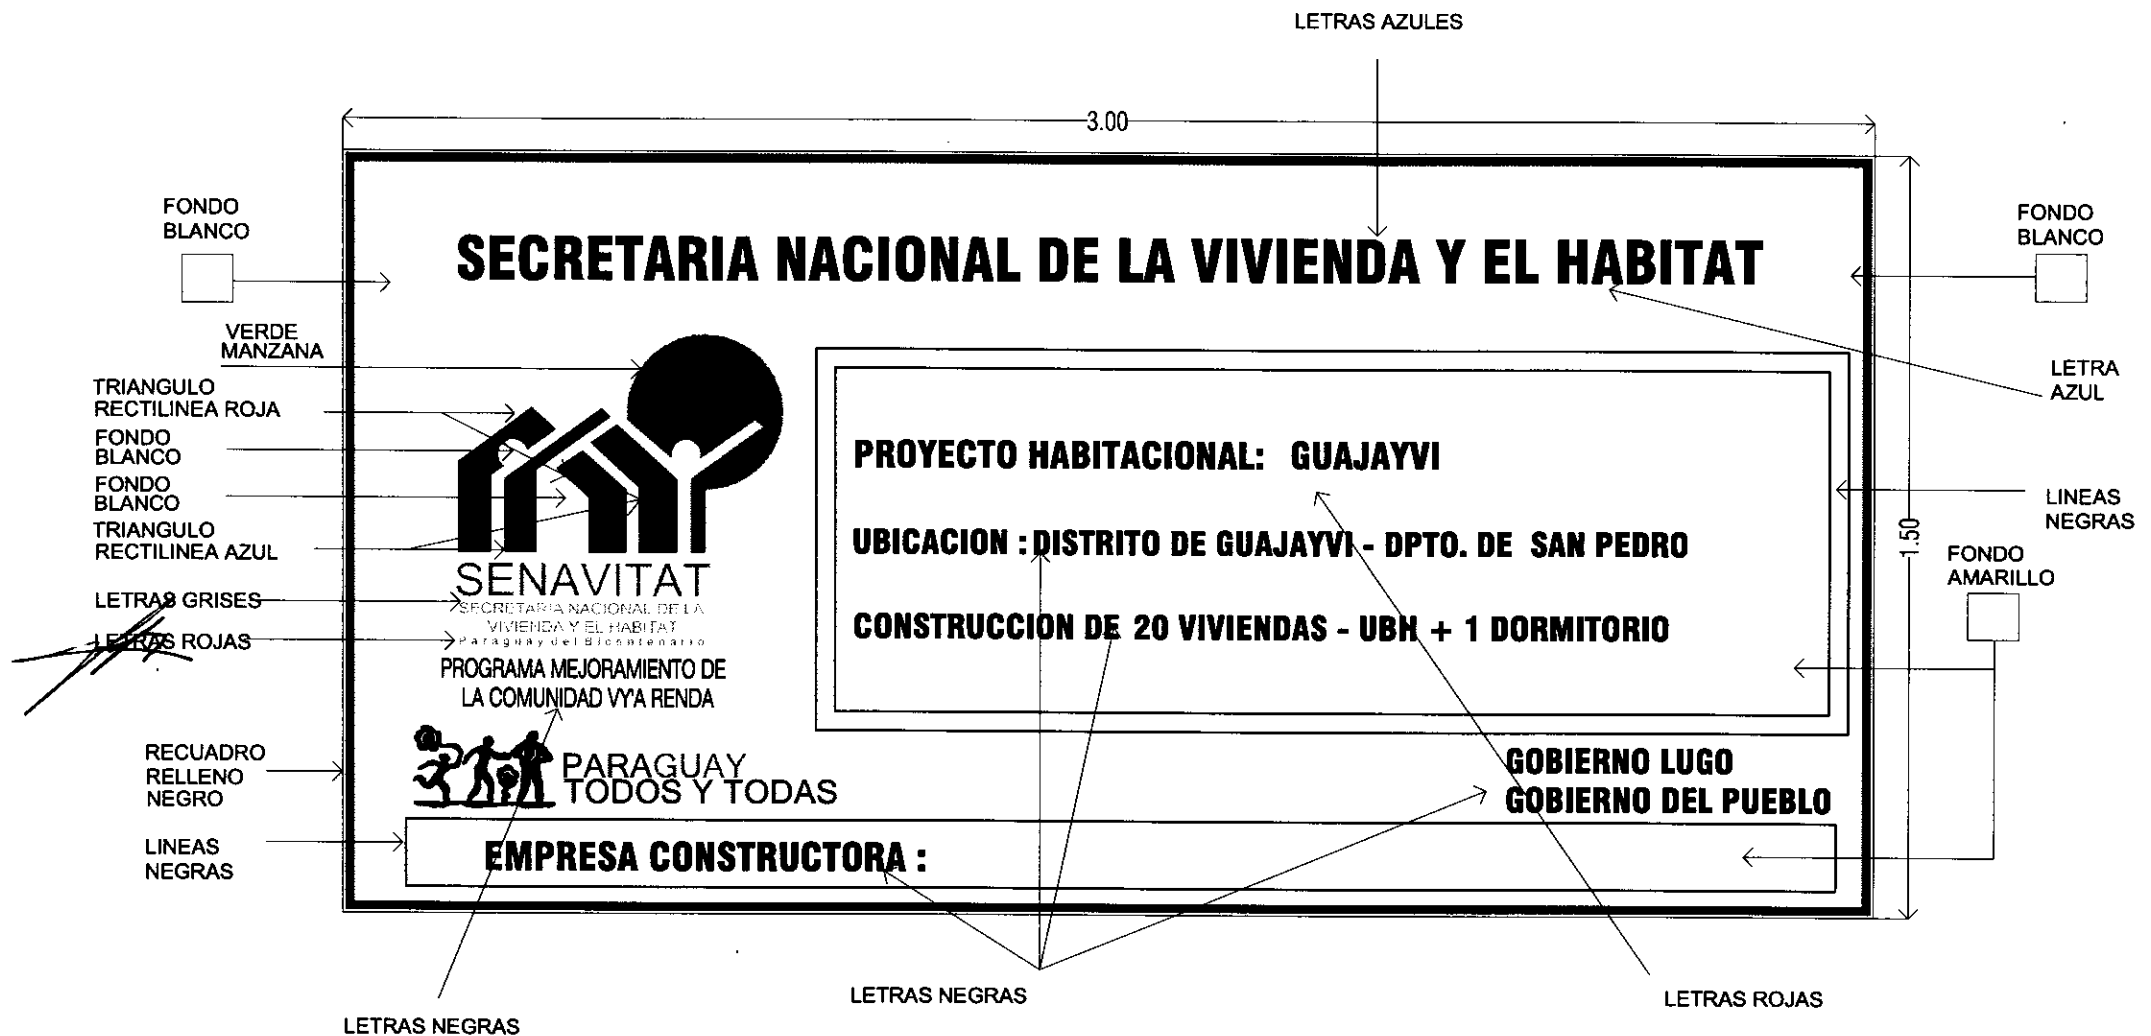 LETRAS AZULES
3.00
FONDO
BLANCO
FONDO
BLANCO
SECRETARIA NACIONAL DE LA VIVIENDA Y EL HABITAT
VERDE
MANZANA
TRIANGULO
RECTILINEA ROJA
FONDO
BLANCO
FONDO
BLANCO
TRIANGULO
RECTILINEA AZUL
LETRAS GRISES
LETRAS ROJAS
SENAVITAT
SECRETARIA NACIONAL DE LA
VIVIENDA Y EL HABITAT
Paraguay del Bicentenario
PROGRAMA MEJORAMIENTO DE
LA COMUNIDAD VY'A RENDA
PROYECTO HABITACIONAL: GUAJAYVI
UBICACION : DISTRITO DE GUAJAYVI - DPTO. DE SAN PEDRO
CONSTRUCCION DE 20 VIVIENDAS - UBH + 1 DORMITORIO
LETRA
AZUL
LINEAS
NEGRAS
1.50
FONDO
AMARILLO
RECUADRO
RELLENO
NEGRO
PARAGUAY
TODOS Y TODAS
GOBIERNO LUGO
GOBIERNO DEL PUEBLO
LINEAS
NEGRAS
EMPRESA CONSTRUCTORA :
LETRAS NEGRAS
LETRAS NEGRAS
LETRAS ROJAS